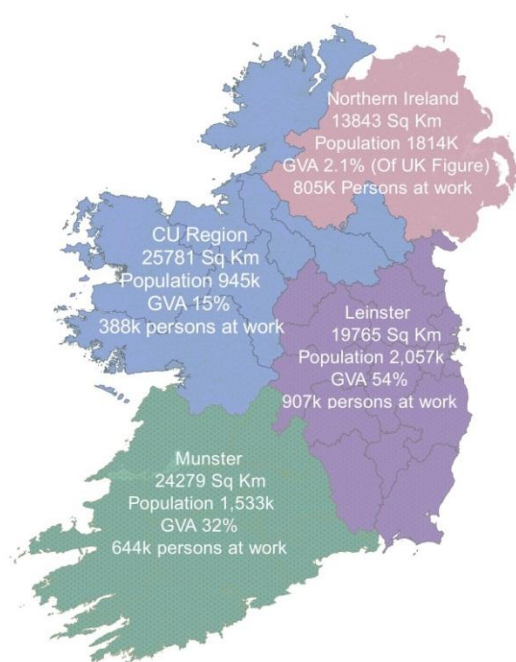 Northern Ireland
13843 Sq Km
Population 1814K
GVA 2.1% (Of UK Figure)
805K Persons at work
CU Region
25781 Sq Km
Population 945k
GVA 15%
388k persons at work
Leinster
19765 Sq Km
Population 2,057k
GVA 54%
907k persons at work
Munster
24279 Sq Km
Population 1,533k
GVA 32%
644k persons at work